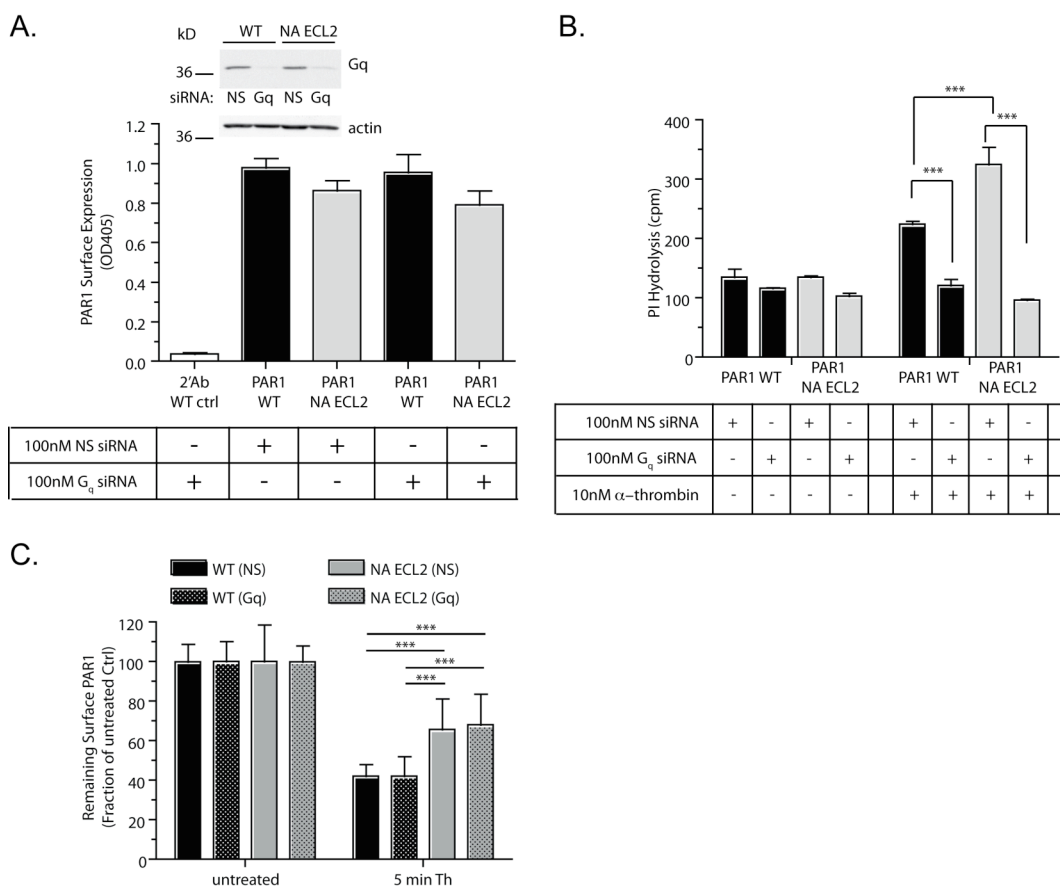 A.
kD
WT
NA ECL2
36
Gq
siRNA: NS Gq NS Gq
36
actin
PAR1 Surface Expression
(OD405)
1.2
1.0
0.8
0.6
0.4
0.2
0.0
2'Ab
WT ctrl
PAR1
WT
PAR1
NA ECL2
PAR1
WT
PAR1
NA ECL2
100nM NS siRNA - + + - -
100nM Gq siRNA + - - + +
B.
PI Hydrolysis (cpm)
400
300
200
100
0
***
***
***
PAR1 WT
PAR1
NA ECL2
PAR1 WT
PAR1
NA ECL2
100nM NS siRNA + - + - + - + -
100nM Gq siRNA - + - + - + - +
10nM α-thrombin - - - - + + + +
C.
WT (NS)
NA ECL2 (NS)
WT (Gq)
NA ECL2 (Gq)
Remaining Surface PAR1
(Fraction of untreated Ctrl)
120
100
80
60
40
20
0
***
***
***
***
untreated
5 min Th